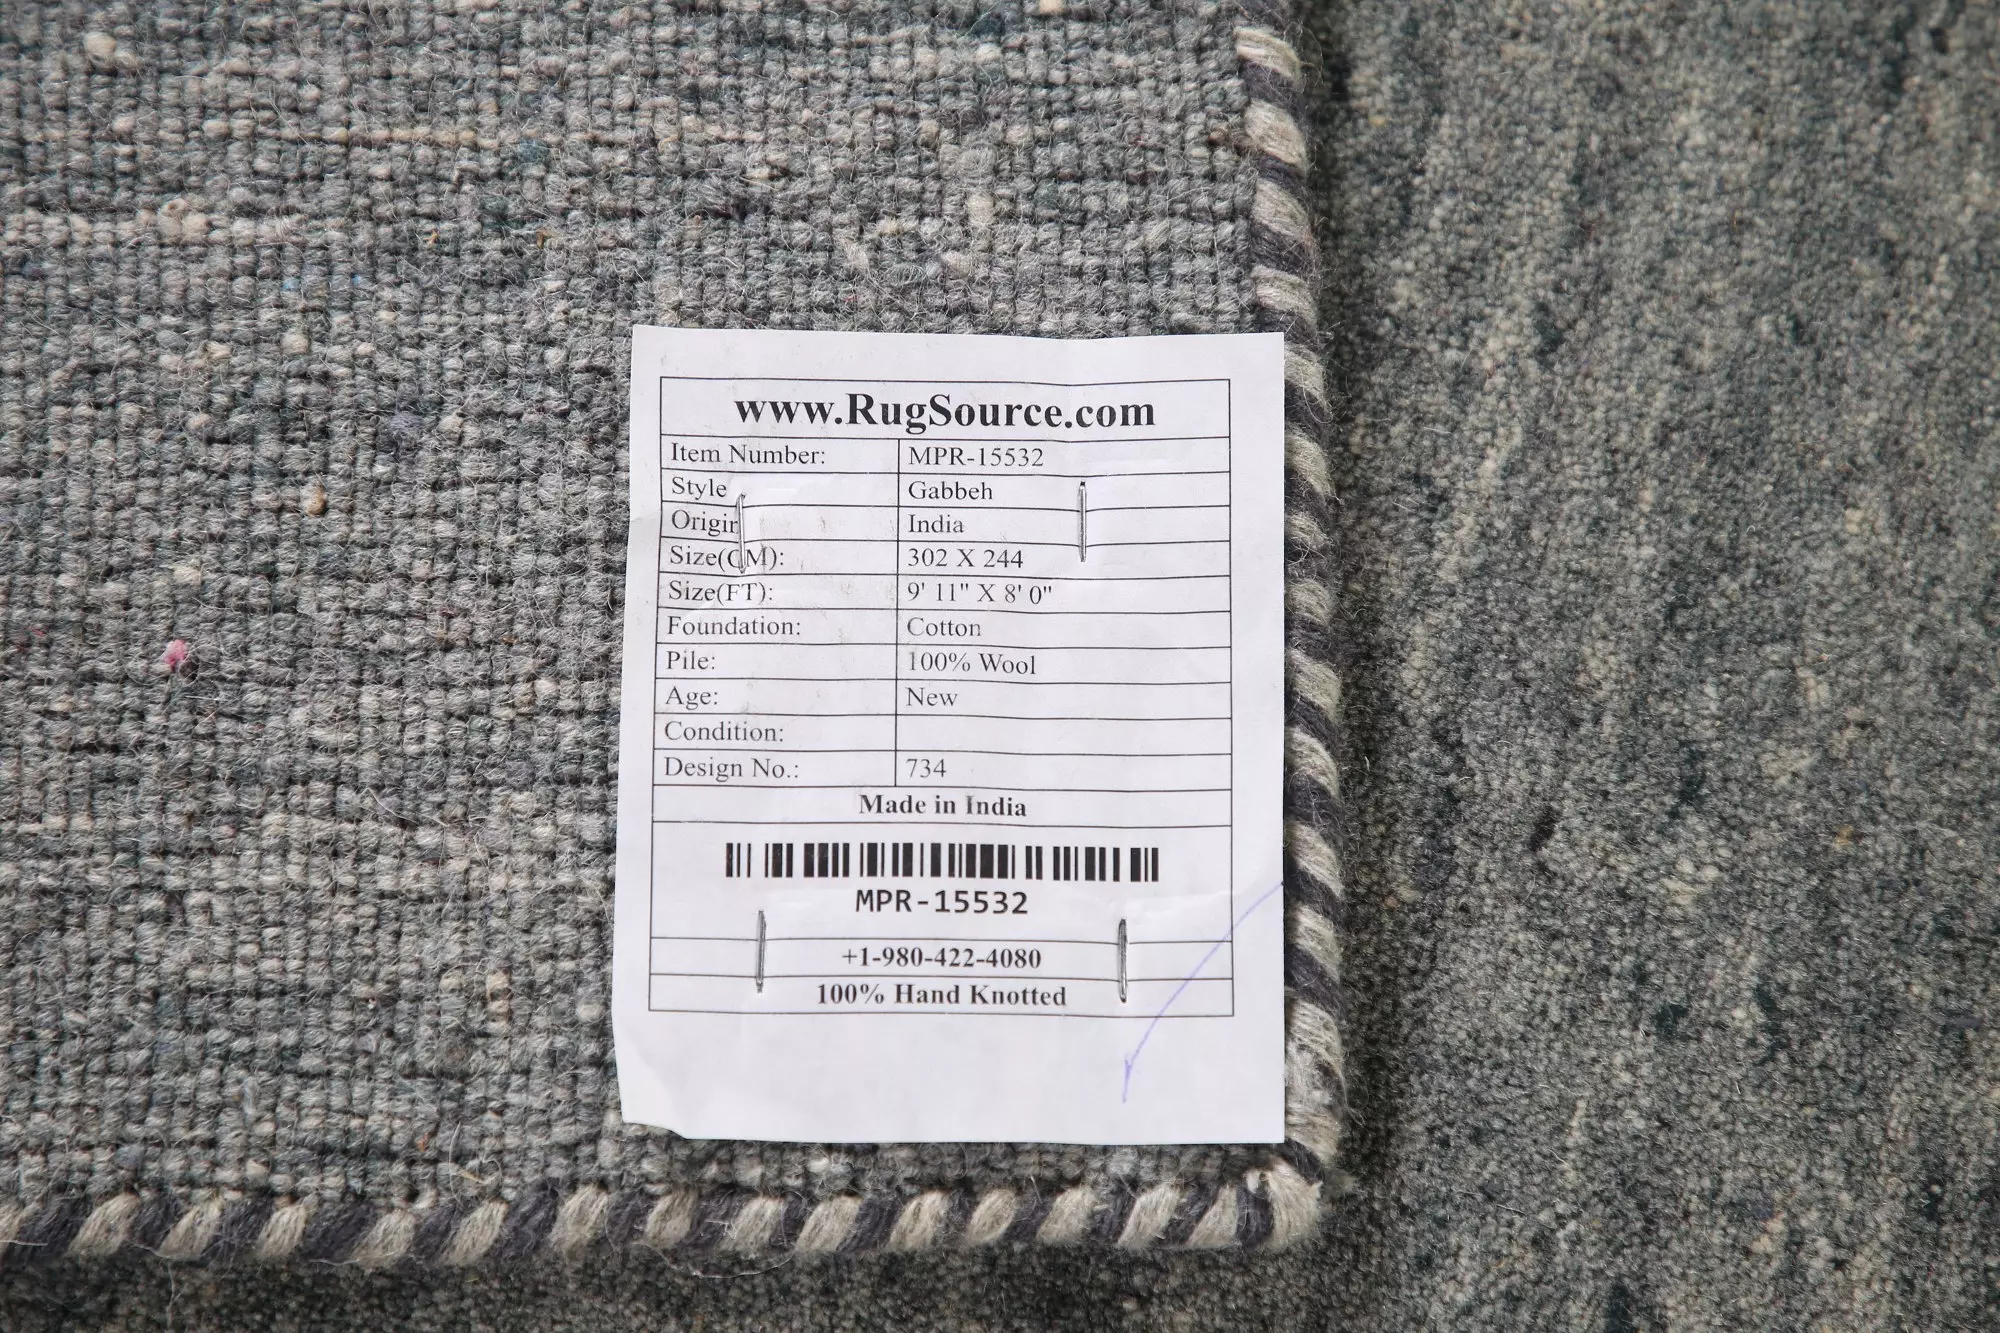 www.RugSource.com
Item Number: MPR-15532
Style Gabbeh
Origin India
Size(CM): 302 X 244
Size(FT): 9' 11" X 8' 0"
Foundation: Cotton
Pile: 100% Wool
Age: New
Condition:
Design No.: 734
Made in India
MPR-15532
+1-980-422-4080
100% Hand Knotted